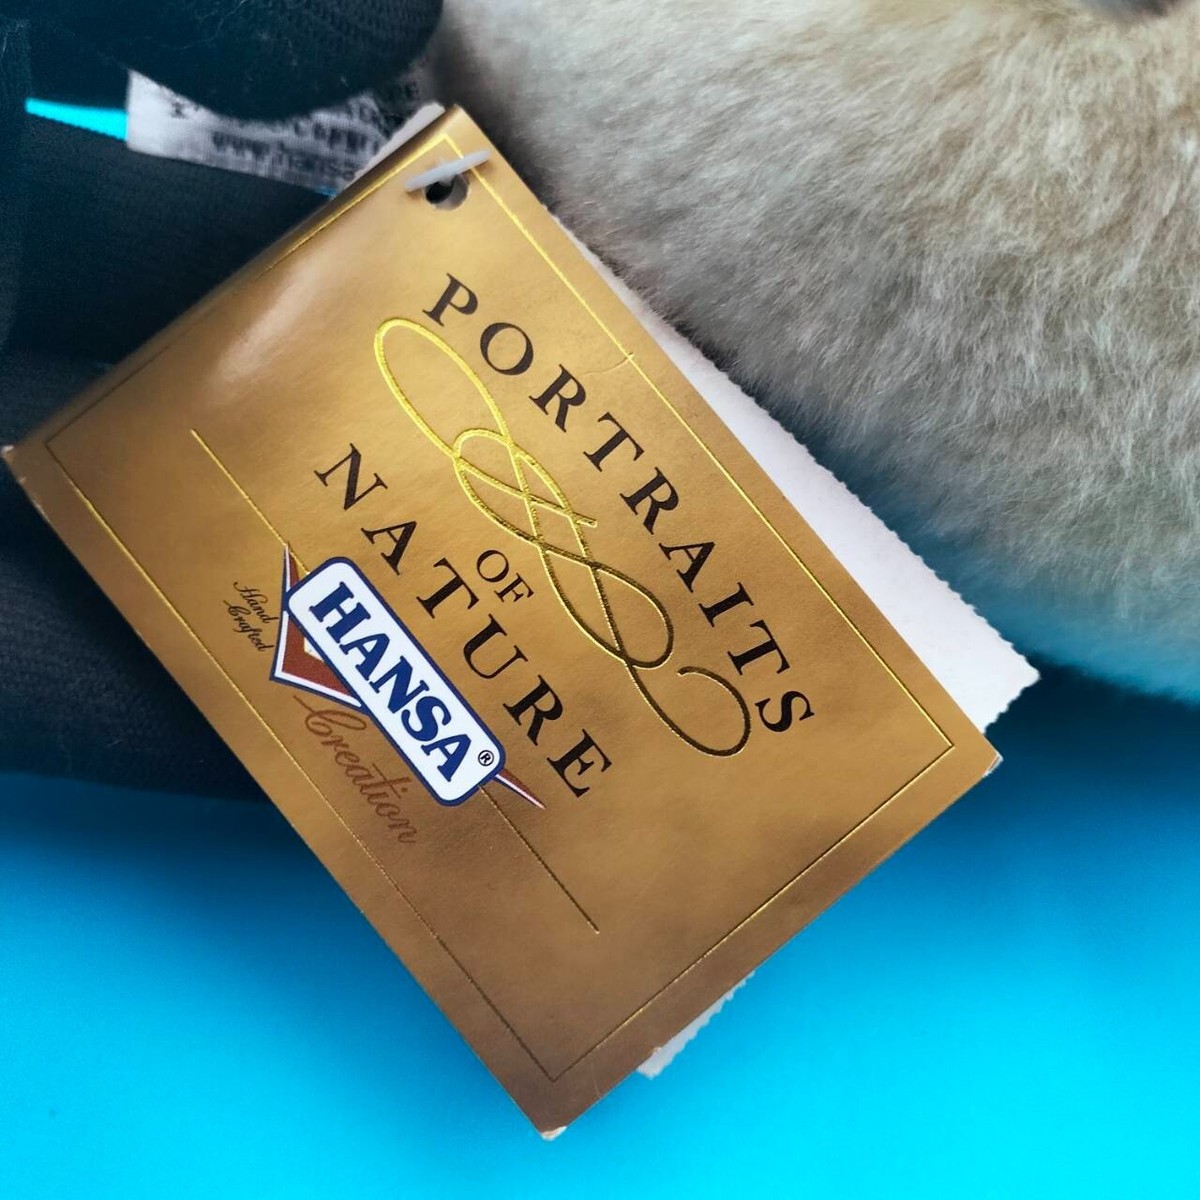 PORTRAITS
OF
NATURE
Hand
Crafted
HANSA®
Creation